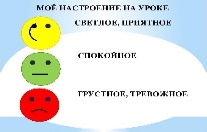 МОЁ НАСТРОЕНИЕ НА УРОКЕ
СВЕТЛОЕ, ПРИЯТНОЕ
СПОКОЙНОЕ
ГРУСТНОЕ, ТРЕВОЖНОЕ